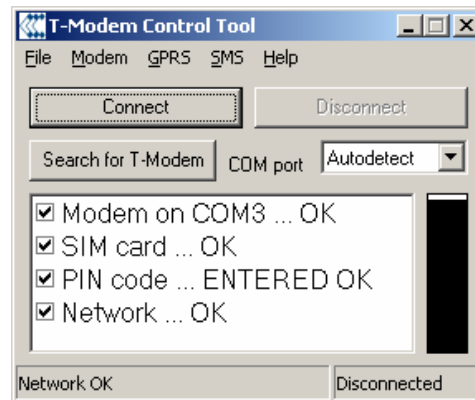 T-Modem Control Tool
File Modem GPRS SMS Help
Connect Disconnect
Search for T-Modem COM port Autodetect
Modem on COM3 ... OK
SIM card ... OK
PIN code ... ENTERED OK
Network ... OK
Network OK Disconnected